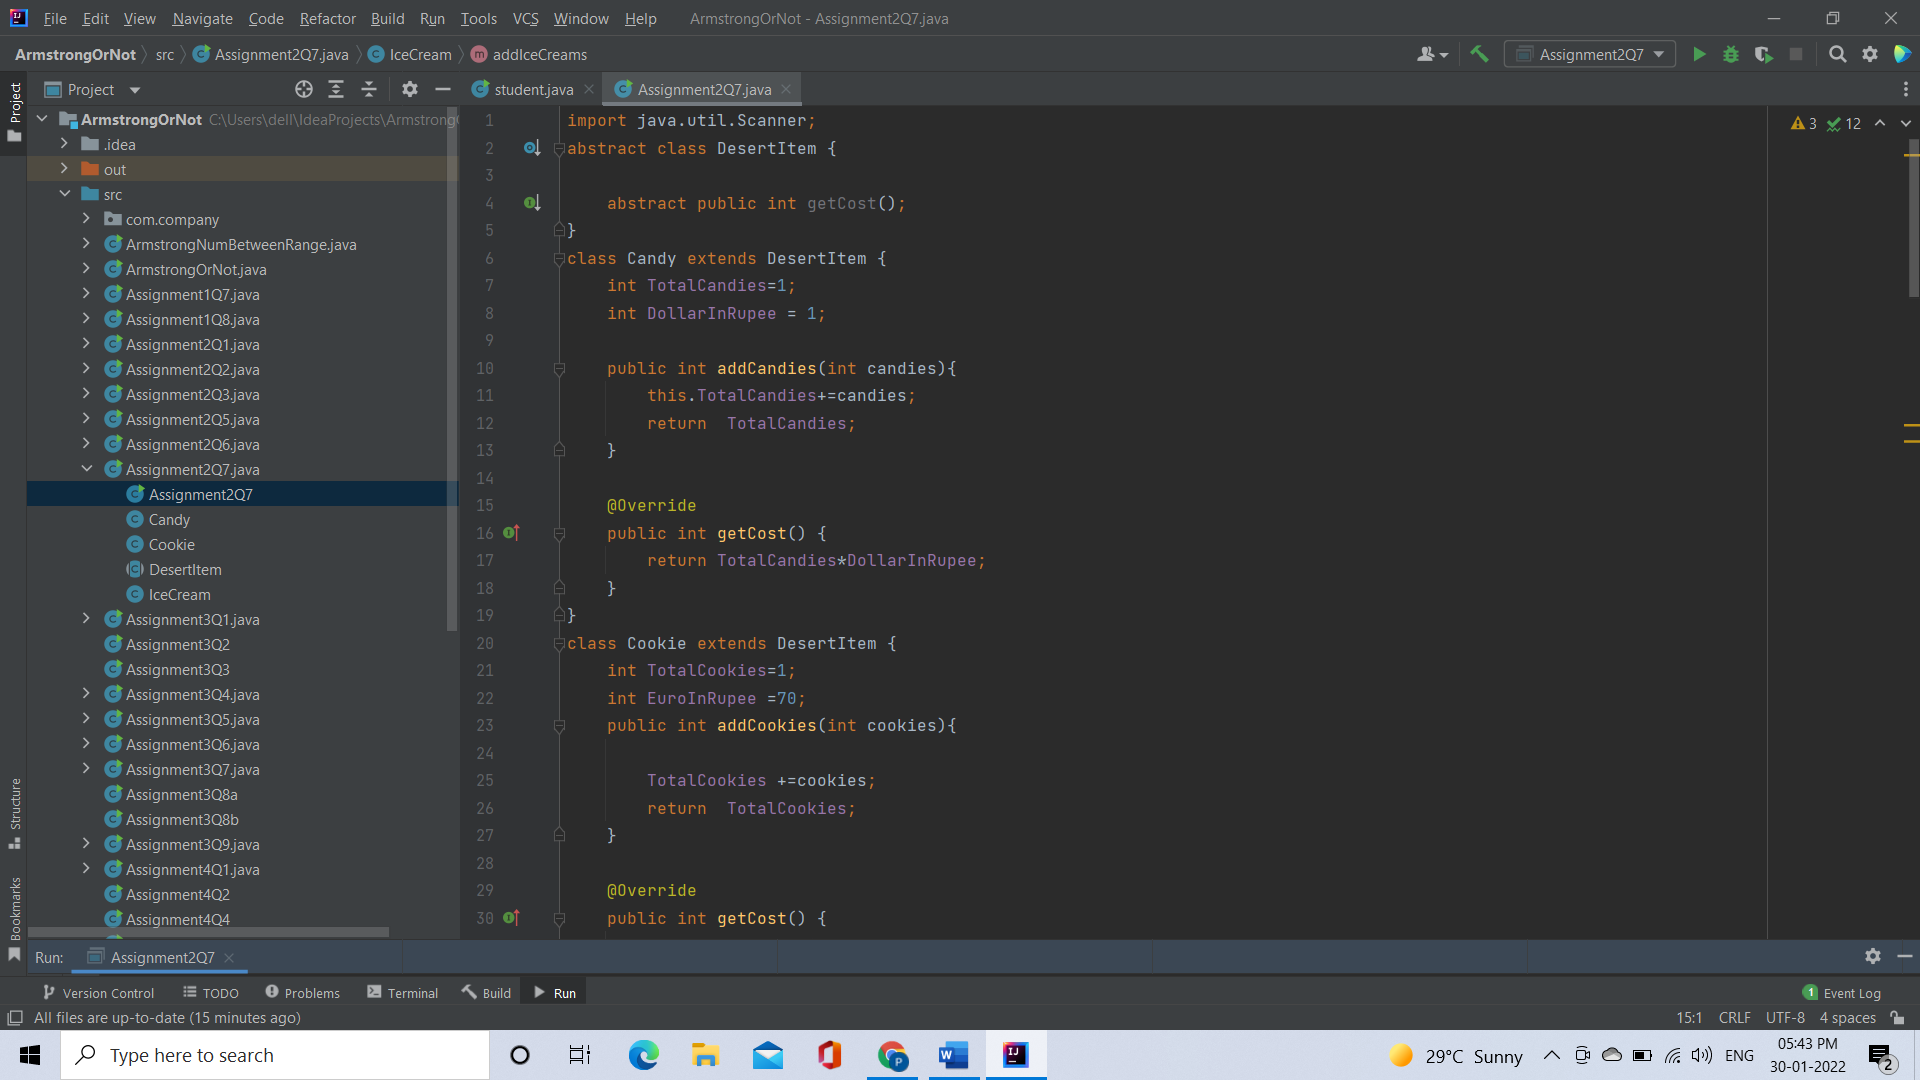 File Edit View Navigate Code Refactor Build Run Tools VCS Window Help ArmstrongOrNot - Assignment2Q7.java
ArmstrongOrNot src Assignment2Q7.java IceCream addIceCreams Assignment2Q7
Project student.java Assignment2Q7.java
Project
ArmstrongOrNot C:\Users\dell\IdeaProjects\Armstrong
.idea
out
src
com.company
ArmstrongNumBetweenRange.java
ArmstrongOrNot.java
Assignment1Q7.java
Assignment1Q8.java
Assignment2Q1.java
Assignment2Q2.java
Assignment2Q3.java
Assignment2Q5.java
Assignment2Q6.java
Assignment2Q7.java
Assignment2Q7
Candy
Cookie
DesertItem
IceCream
Assignment3Q1.java
Assignment3Q2
Assignment3Q3
Assignment3Q4.java
Assignment3Q5.java
Assignment3Q6.java
Assignment3Q7.java
Assignment3Q8a
Assignment3Q8b
Assignment3Q9.java
Assignment4Q1.java
Assignment4Q2
Assignment4Q4
Structure
Bookmarks
1 import java.util.Scanner;
2 abstract class DesertItem {
3
4 abstract public int getCost();
5 }
6 class Candy extends DesertItem {
7 int TotalCandies=1;
8 int DollarInRupee = 1;
9
10 public int addCandies(int candies){
11 this.TotalCandies+=candies;
12 return TotalCandies;
13 }
14
15 @Override
16 public int getCost() {
17 return TotalCandies*DollarInRupee;
18 }
19 }
20 class Cookie extends DesertItem {
21 int TotalCookies=1;
22 int EuroInRupee =70;
23 public int addCookies(int cookies){
24
25 TotalCookies +=cookies;
26 return TotalCookies;
27 }
28
29 @Override
30 public int getCost() {
3 12
Run: Assignment2Q7
Version Control TODO Problems Terminal Build Run 1 Event Log
All files are up-to-date (15 minutes ago) 15:1 CRLF UTF-8 4 spaces
Type here to search 29°C Sunny ENG 05:43 PM
30-01-2022 2